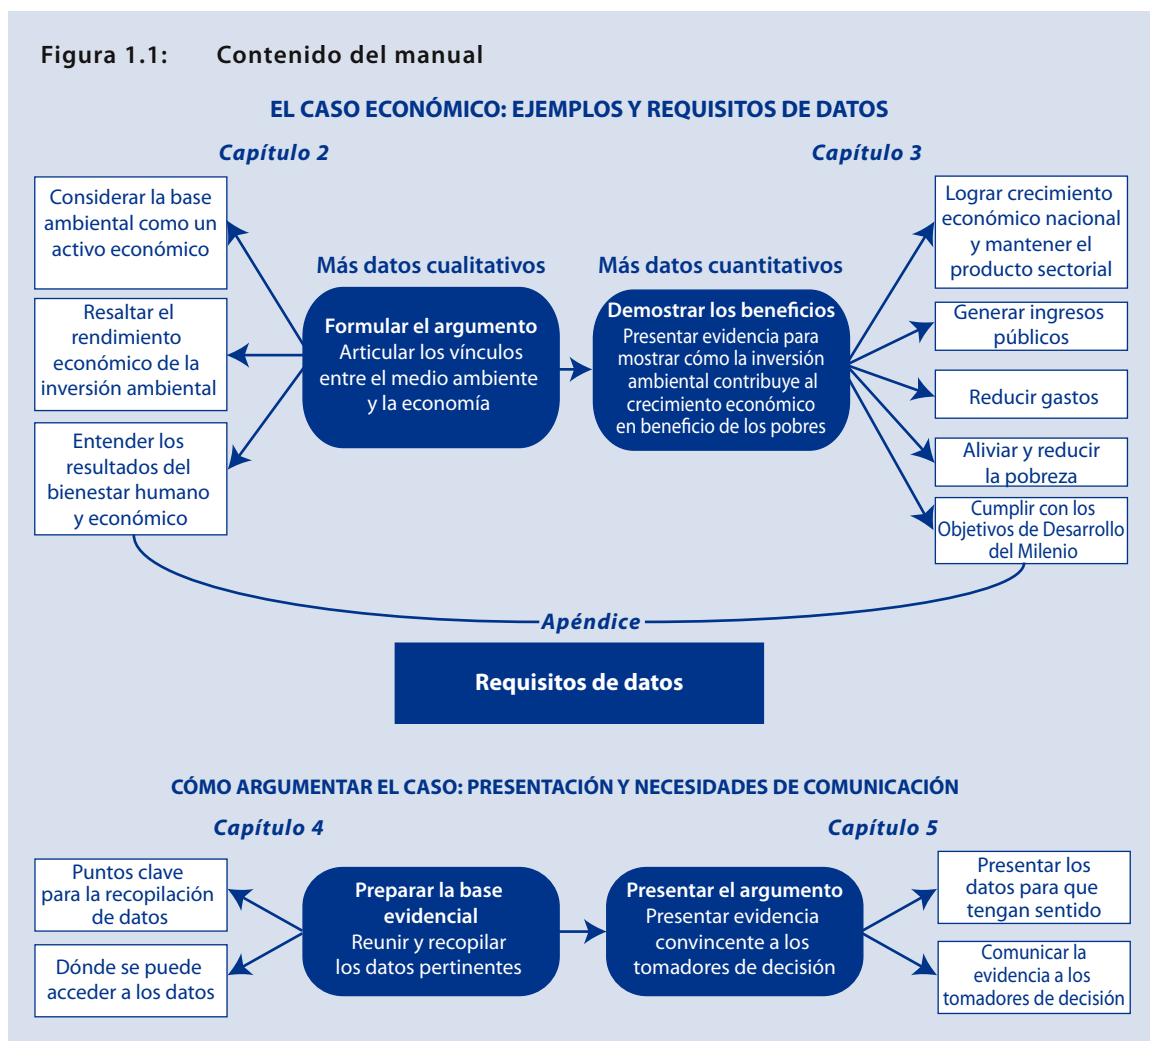 Figura 1.1: Contenido del manual
EL CASO ECONÓMICO: EJEMPLOS Y REQUISITOS DE DATOS
Capítulo 2
Considerar la base
ambiental como un
activo económico
Resaltar el
rendimiento
económico de la
inversión ambiental
Entender los
resultados del
bienestar humano
y económico
Más datos cualitativos
Formular el argumento
Articular los vínculos
entre el medio ambiente
y la economía
Más datos cuantitativos
Demostrar los beneficios
Presentar evidencia para
mostrar cómo la inversión
ambiental contribuye al
crecimiento económico
en beneficio de los pobres
Capítulo 3
Lograr crecimiento
económico nacional
y mantener el
producto sectorial
Generar ingresos
públicos
Reducir gastos
Aliviar y reducir
la pobreza
Cumplir con los
Objetivos de Desarrollo
del Milenio
Apéndice
Requisitos de datos
CÓMO ARGUMENTAR EL CASO: PRESENTACIÓN Y NECESIDADES DE COMUNICACIÓN
Capítulo 4
Puntos clave
para la recopilación
de datos
Dónde se puede
acceder a los datos
Preparar la base
evidencial
Reunir y recopilar
los datos pertinentes
Presentar el argumento
Presentar evidencia
convincente a los
tomadores de decisión
Capítulo 5
Presentar los
datos para que
tengan sentido
Comunicar la
evidencia a los
tomadores de decisión